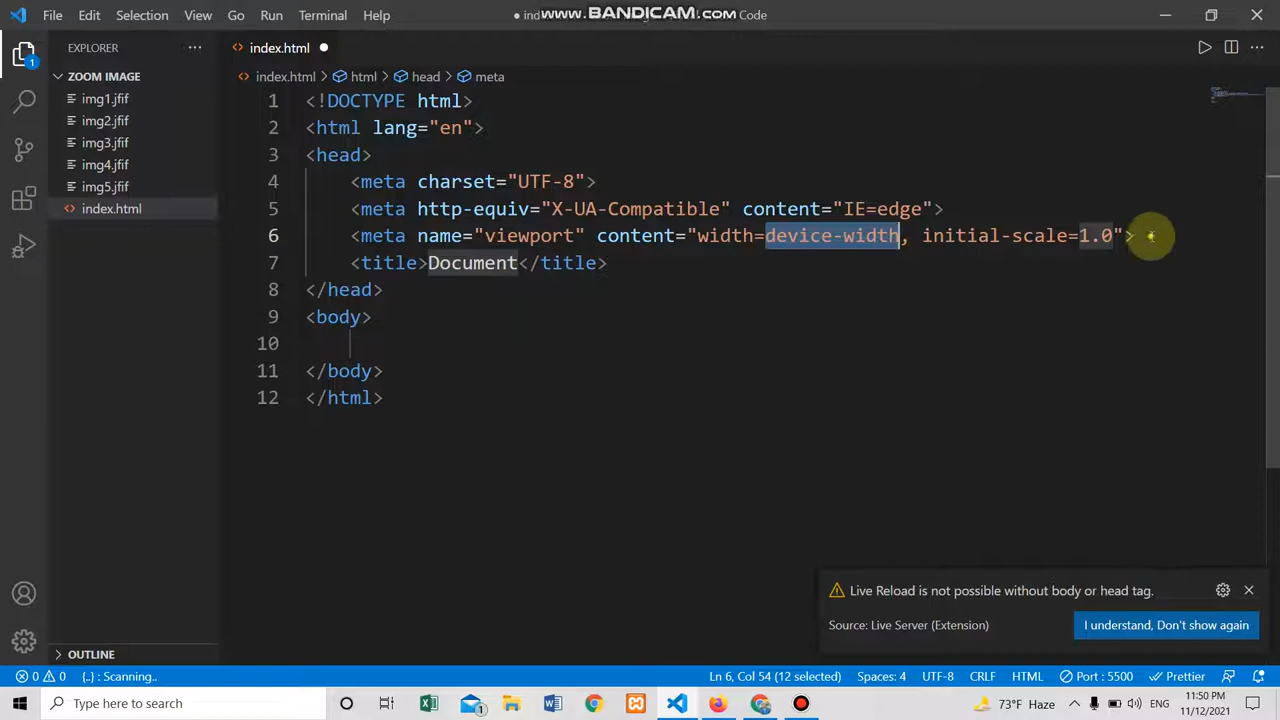 File Edit Selection View Go Run Terminal Help
ind
www.BANDICAM.com
Code
EXPLORER
index.html
ZOOM IMAGE
img1.jfif
img2.jfif
img3.jfif
img4.jfif
img5.jfif
index.html
index.html > html > head > meta
1 <!DOCTYPE html>
2 <html lang="en">
3 <head>
4 <meta charset="UTF-8">
5 <meta http-equiv="X-UA-Compatible" content="IE=edge">
6 <meta name="viewport" content="width=device-width, initial-scale=1.0">
7 <title>Document</title>
8 </head>
9 <body>
10
11 </body>
12 </html>
Live Reload is not possible without body or head tag.
Source: Live Server (Extension)
I understand, Don't show again
OUTLINE
1
0 0 {..} : Scanning..
Ln 6, Col 54 (12 selected) Spaces: 4 UTF-8 CRLF HTML Port : 5500 Prettier
Type here to search
1
73°F Haze
ENG
11:50 PM
11/12/2021